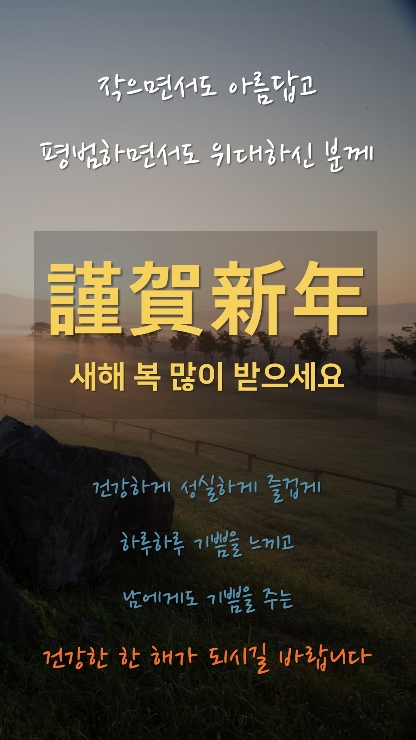 작으면서도 아름답고
평범하면서도 위대하신 분께
謹賀新年
새해 복 많이 받으세요
건강하게 성실하게 즐겁게
하루하루 기쁨을 느끼고
남에게도 기쁨을 주는
건강한 한 해가 되시길 바랍니다